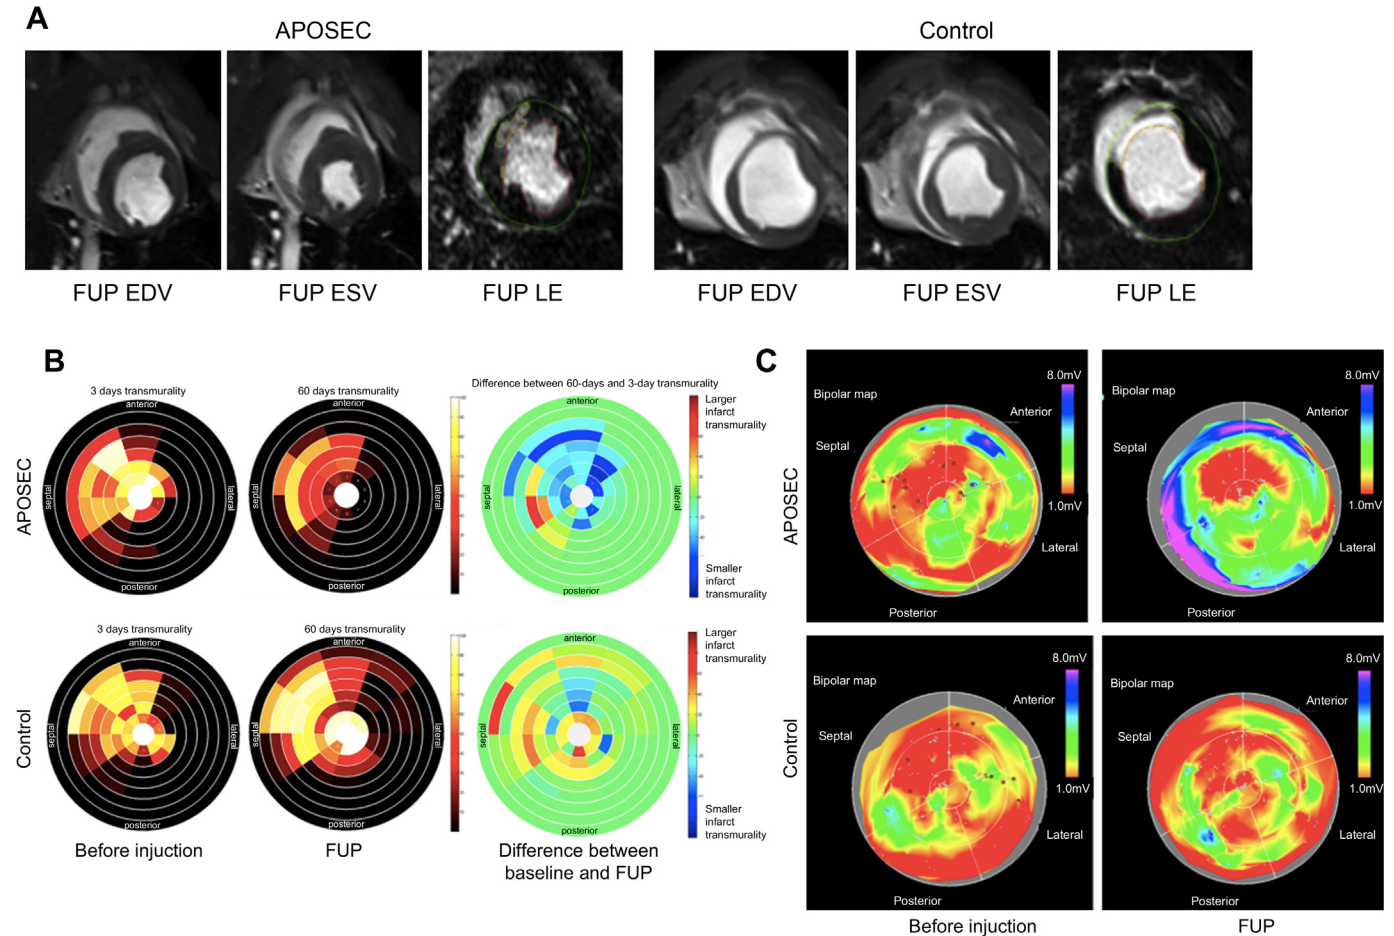 A
APOSEC
Control
FUP EDV
FUP ESV
FUP LE
FUP EDV
FUP ESV
FUP LE
B
3 days transmurality
60 days transmurality
Difference between 60-days and 3-day transmurality
APOSEC
anterior
septal
lateral
posterior
anterior
septal
lateral
posterior
anterior
septal
lateral
posterior
Larger
infarct
transmurality
Smaller
infarct
transmurality
3 days transmurality
60 days transmurality
Control
anterior
septal
lateral
posterior
anterior
septal
lateral
posterior
anterior
septal
lateral
posterior
Larger
infarct
transmurality
Smaller
infarct
transmurality
Before injuction
FUP
Difference between
baseline and FUP
C
APOSEC
Bipolar map
8.0mV
Anterior
Septal
1.0mV
Lateral
Posterior
Bipolar map
8.0mV
Anterior
Septal
1.0mV
Lateral
Posterior
Control
Bipolar map
8.0mV
Anterior
Septal
1.0mV
Lateral
Posterior
Bipolar map
8.0mV
Anterior
Septal
1.0mV
Lateral
Posterior
Before injuction
FUP